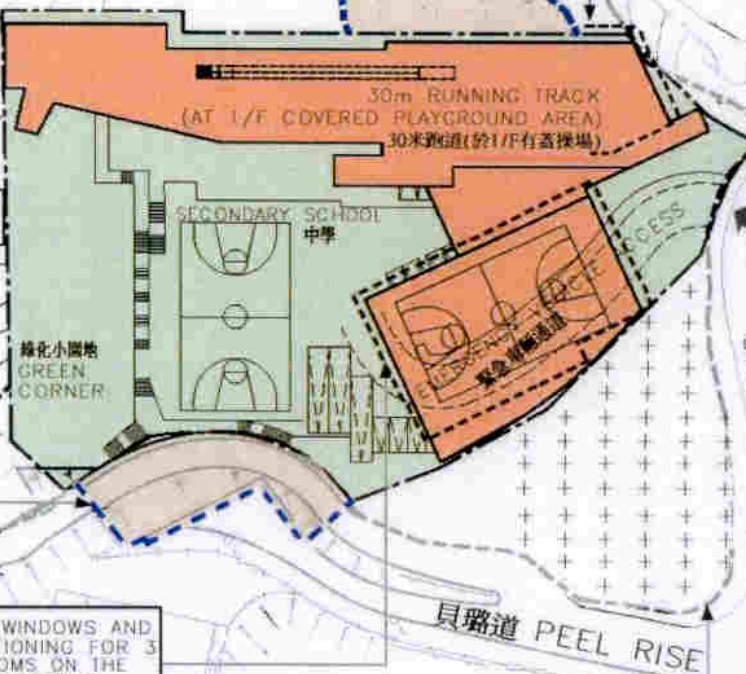 30m RUNNING TRACK
(AT 1/F COVERED PLAYGROUND AREA)
30米跑道(於1/F有蓋操場)
SECONDARY SCHOOL
中學
EMERGENCY VEHICLE ACCESS
緊急車輛通道
綠化小園地
GREEN
CORNER
貝璐道 PEEL RISE
WINDOWS AND
TIONING FOR 3
OMS ON THE